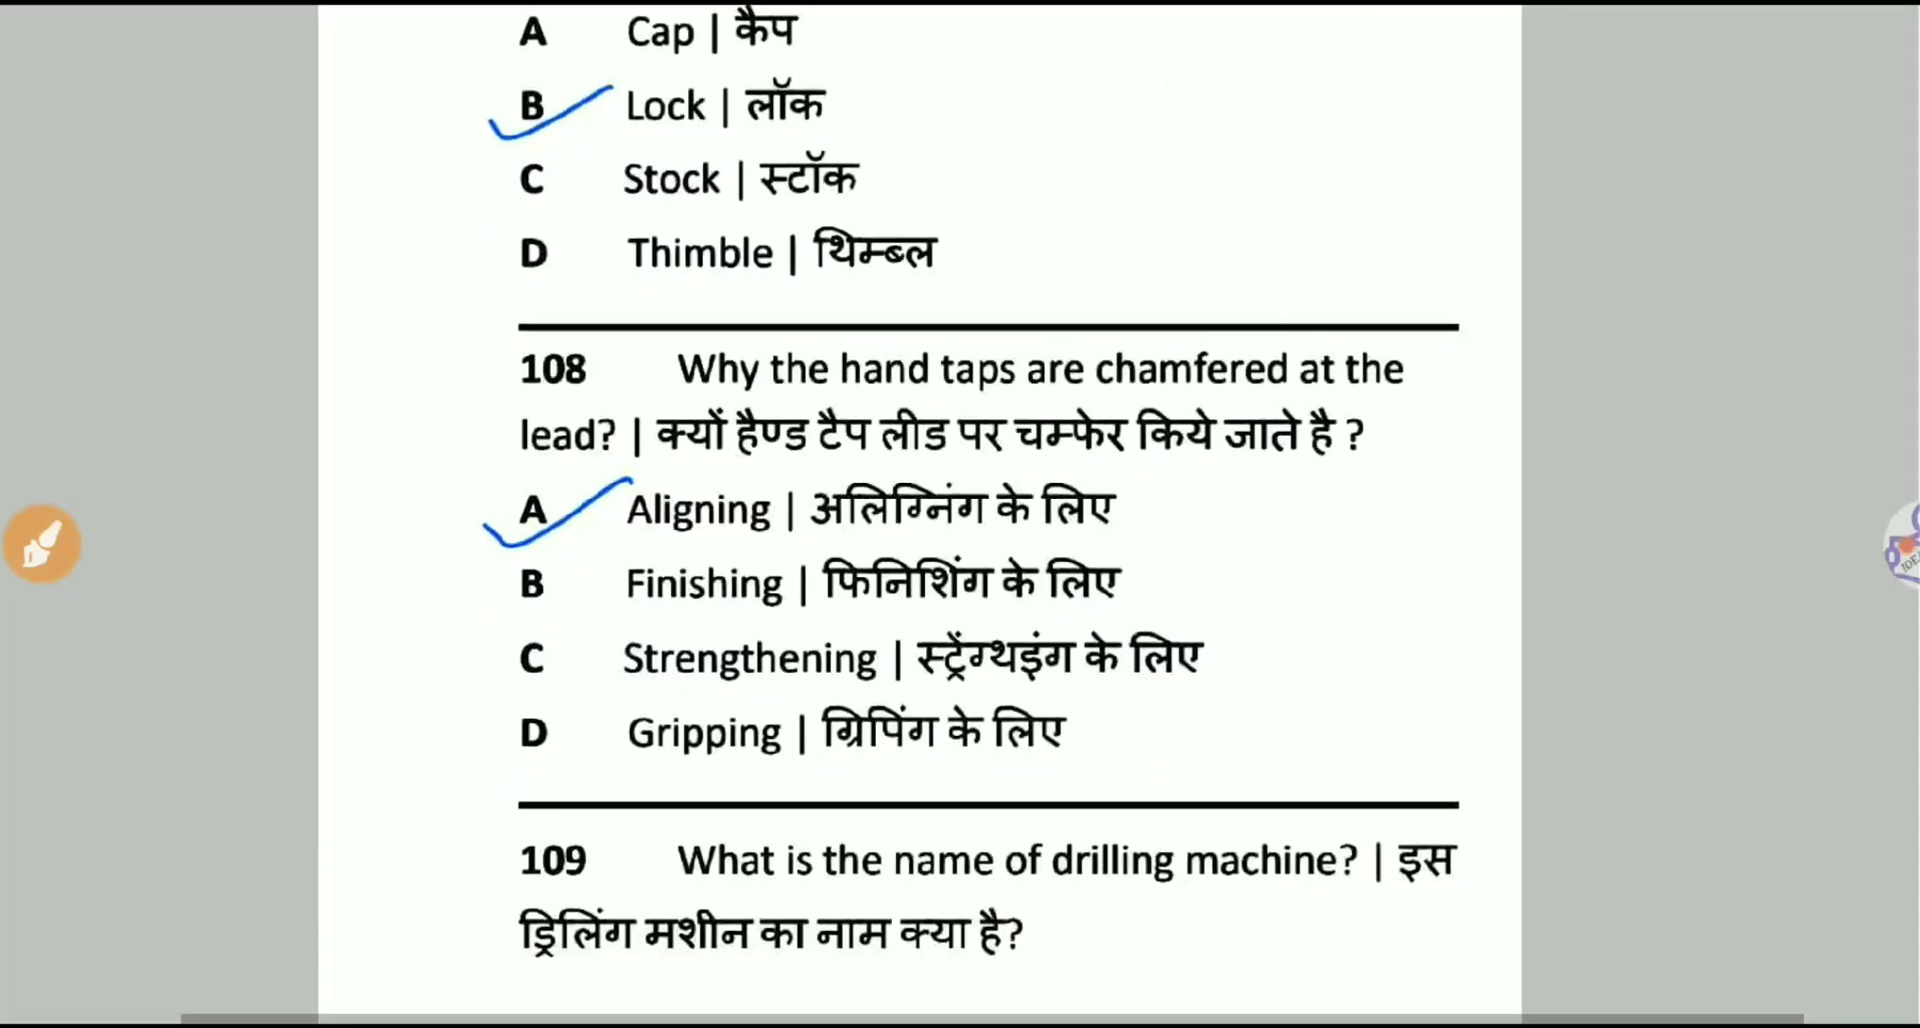 A Cap | कैप
B Lock | लॉक
C Stock | स्टॉक
D Thimble | थिम्ब्ल
108 Why the hand taps are chamfered at the
lead? | क्यों हैण्ड टैप लीड पर चम्फेर किये जाते है ?
A Aligning | अलिग्निंग के लिए
B Finishing | फिनिशिंग के लिए
C Strengthening | स्ट्रेंग्थइंग के लिए
D Gripping | ग्रिपिंग के लिए
109 What is the name of drilling machine? | इस
ड्रिलिंग मशीन का नाम क्या है?